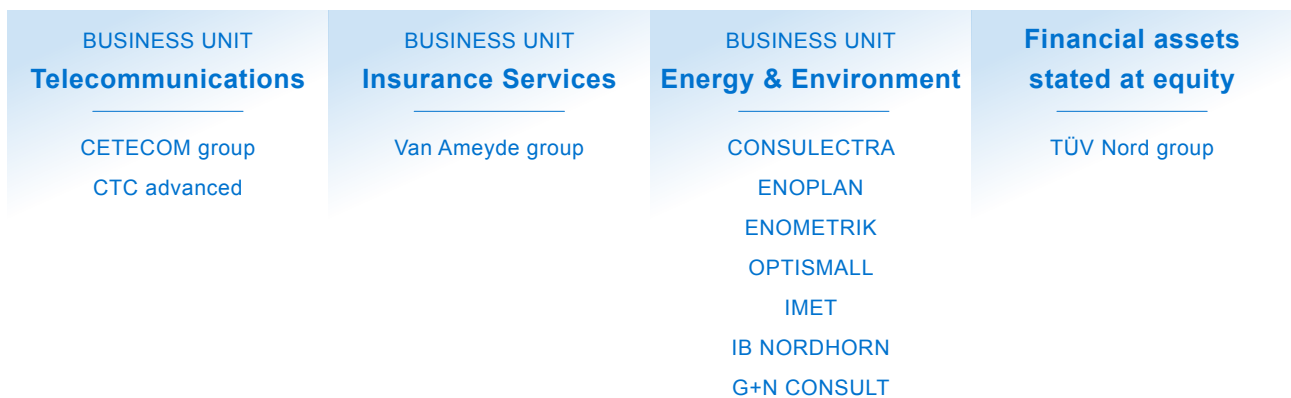 BUSINESS UNIT
Telecommunications
CETECOM group
CTC advanced
BUSINESS UNIT
Insurance Services
Van Ameyde group
BUSINESS UNIT
Energy & Environment
CONSULECTRA
ENOPLAN
ENOMETRIK
OPTISMALL
IMET
IB NORDHORN
G+N CONSULT
Financial assets
stated at equity
TÜV Nord group